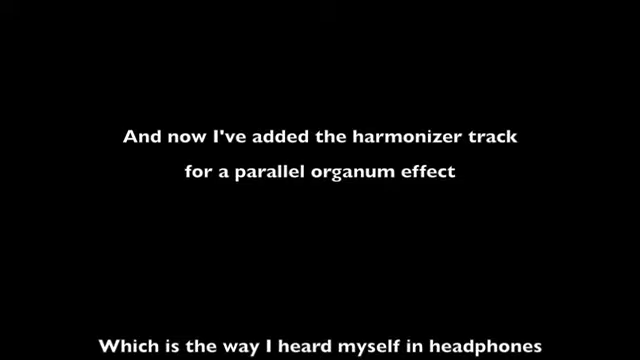 And now I've added the harmonizer track
for a parallel organum effect
Which is the way I heard myself in headphones